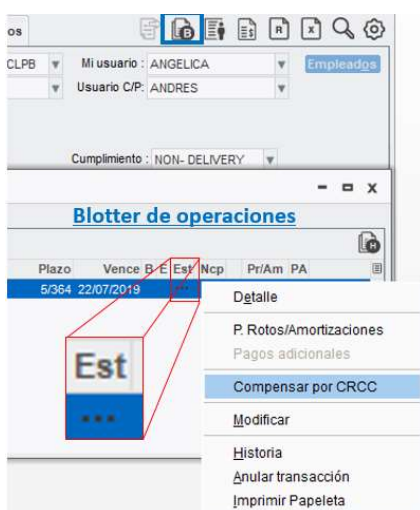 os
CLPB Mi usuario : ANGELICA Empleados
Usuario C/P: ANDRES
Cumplimiento : NON- DELIVERY
Blotter de operaciones
Plazo Vence B E Est Ncp Pr/Am PA
5/364 22/07/2019 •••
Detalle
P. Rotos/Amortizaciones
Pagos adicionales
Est
•••
Compensar por CRCC
Modificar
Historia
Anular transacción
Imprimir Papeleta